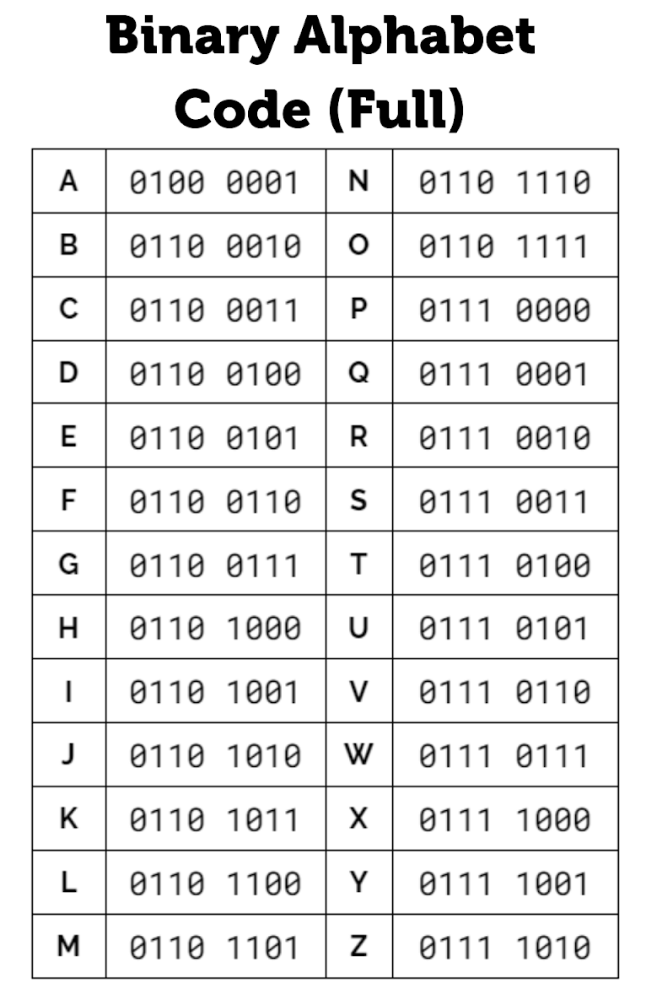 Binary Alphabet
Code (Full)
A 0100 0001 N 0110 1110
B 0110 0010 O 0110 1111
C 0110 0011 P 0111 0000
D 0110 0100 Q 0111 0001
E 0110 0101 R 0111 0010
F 0110 0110 S 0111 0011
G 0110 0111 T 0111 0100
H 0110 1000 U 0111 0101
I 0110 1001 V 0111 0110
J 0110 1010 W 0111 0111
K 0110 1011 X 0111 1000
L 0110 1100 Y 0111 1001
M 0110 1101 Z 0111 1010